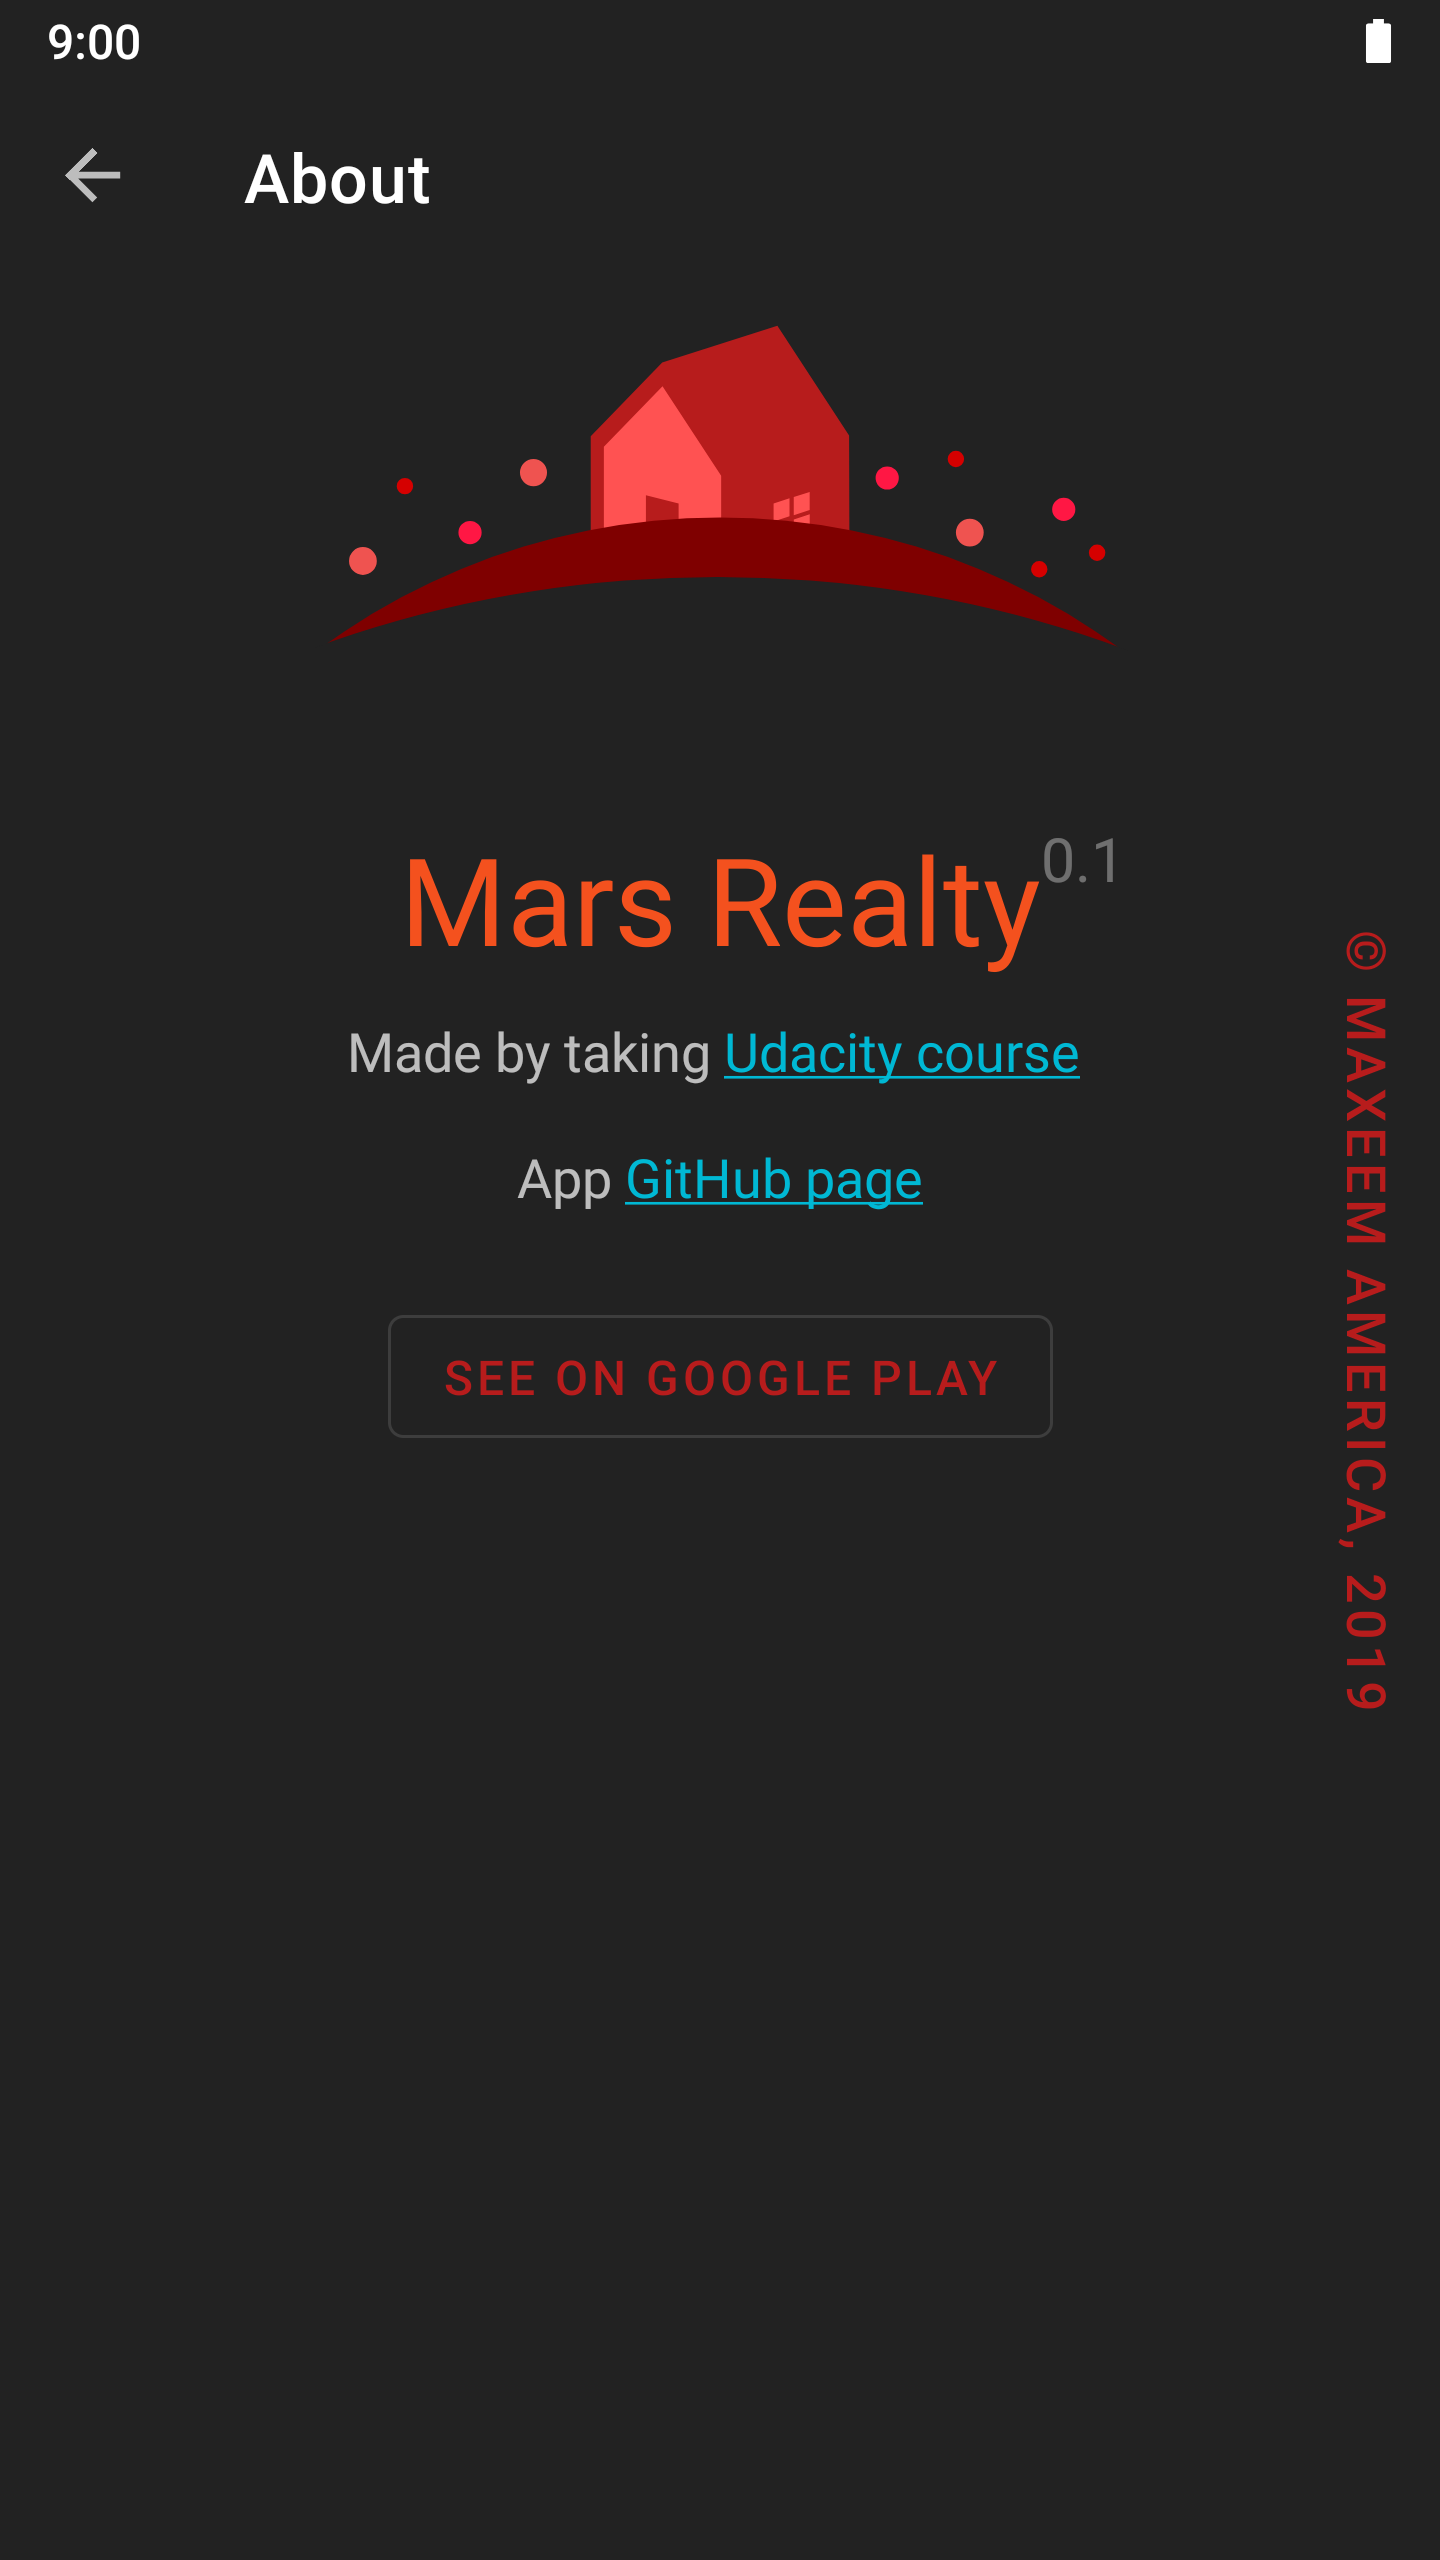 9:00
About
Mars Realty 0.1
Made by taking Udacity course
App GitHub page
SEE ON GOOGLE PLAY
© MAXEEM AMERICA, 2019